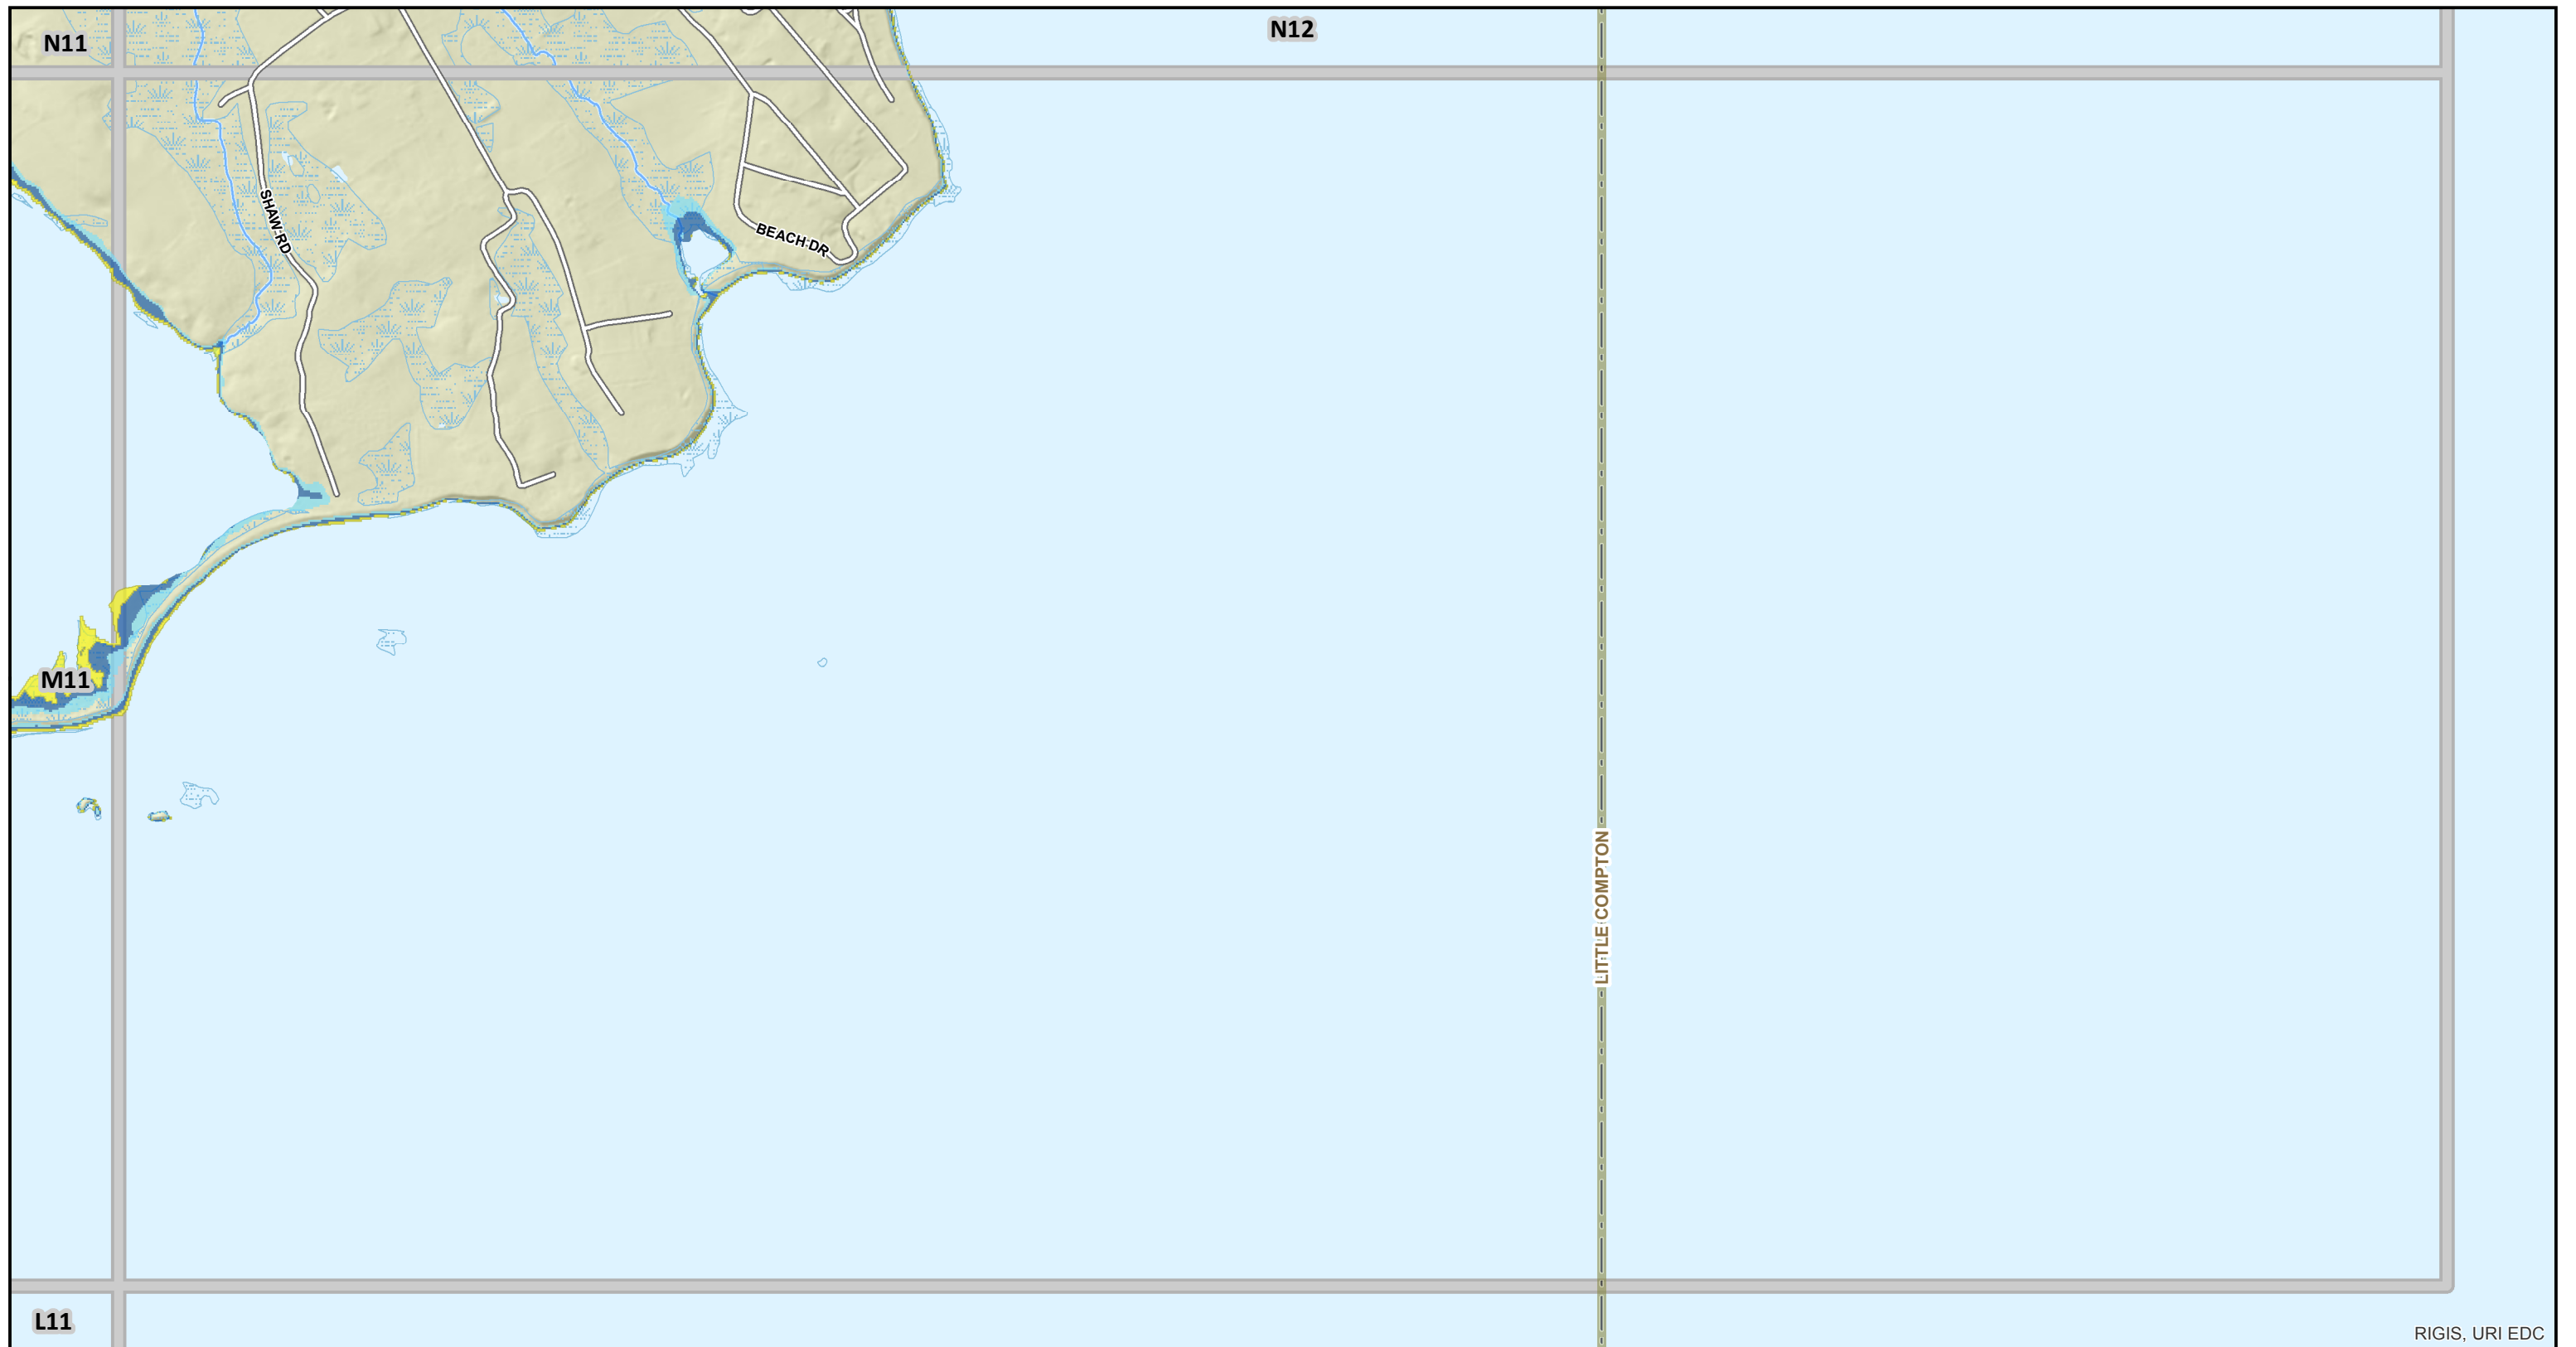 N11
N12
SHAW RD
BEACH DR
M11
LITTLE COMPTON
L11
RIGIS, URI EDC